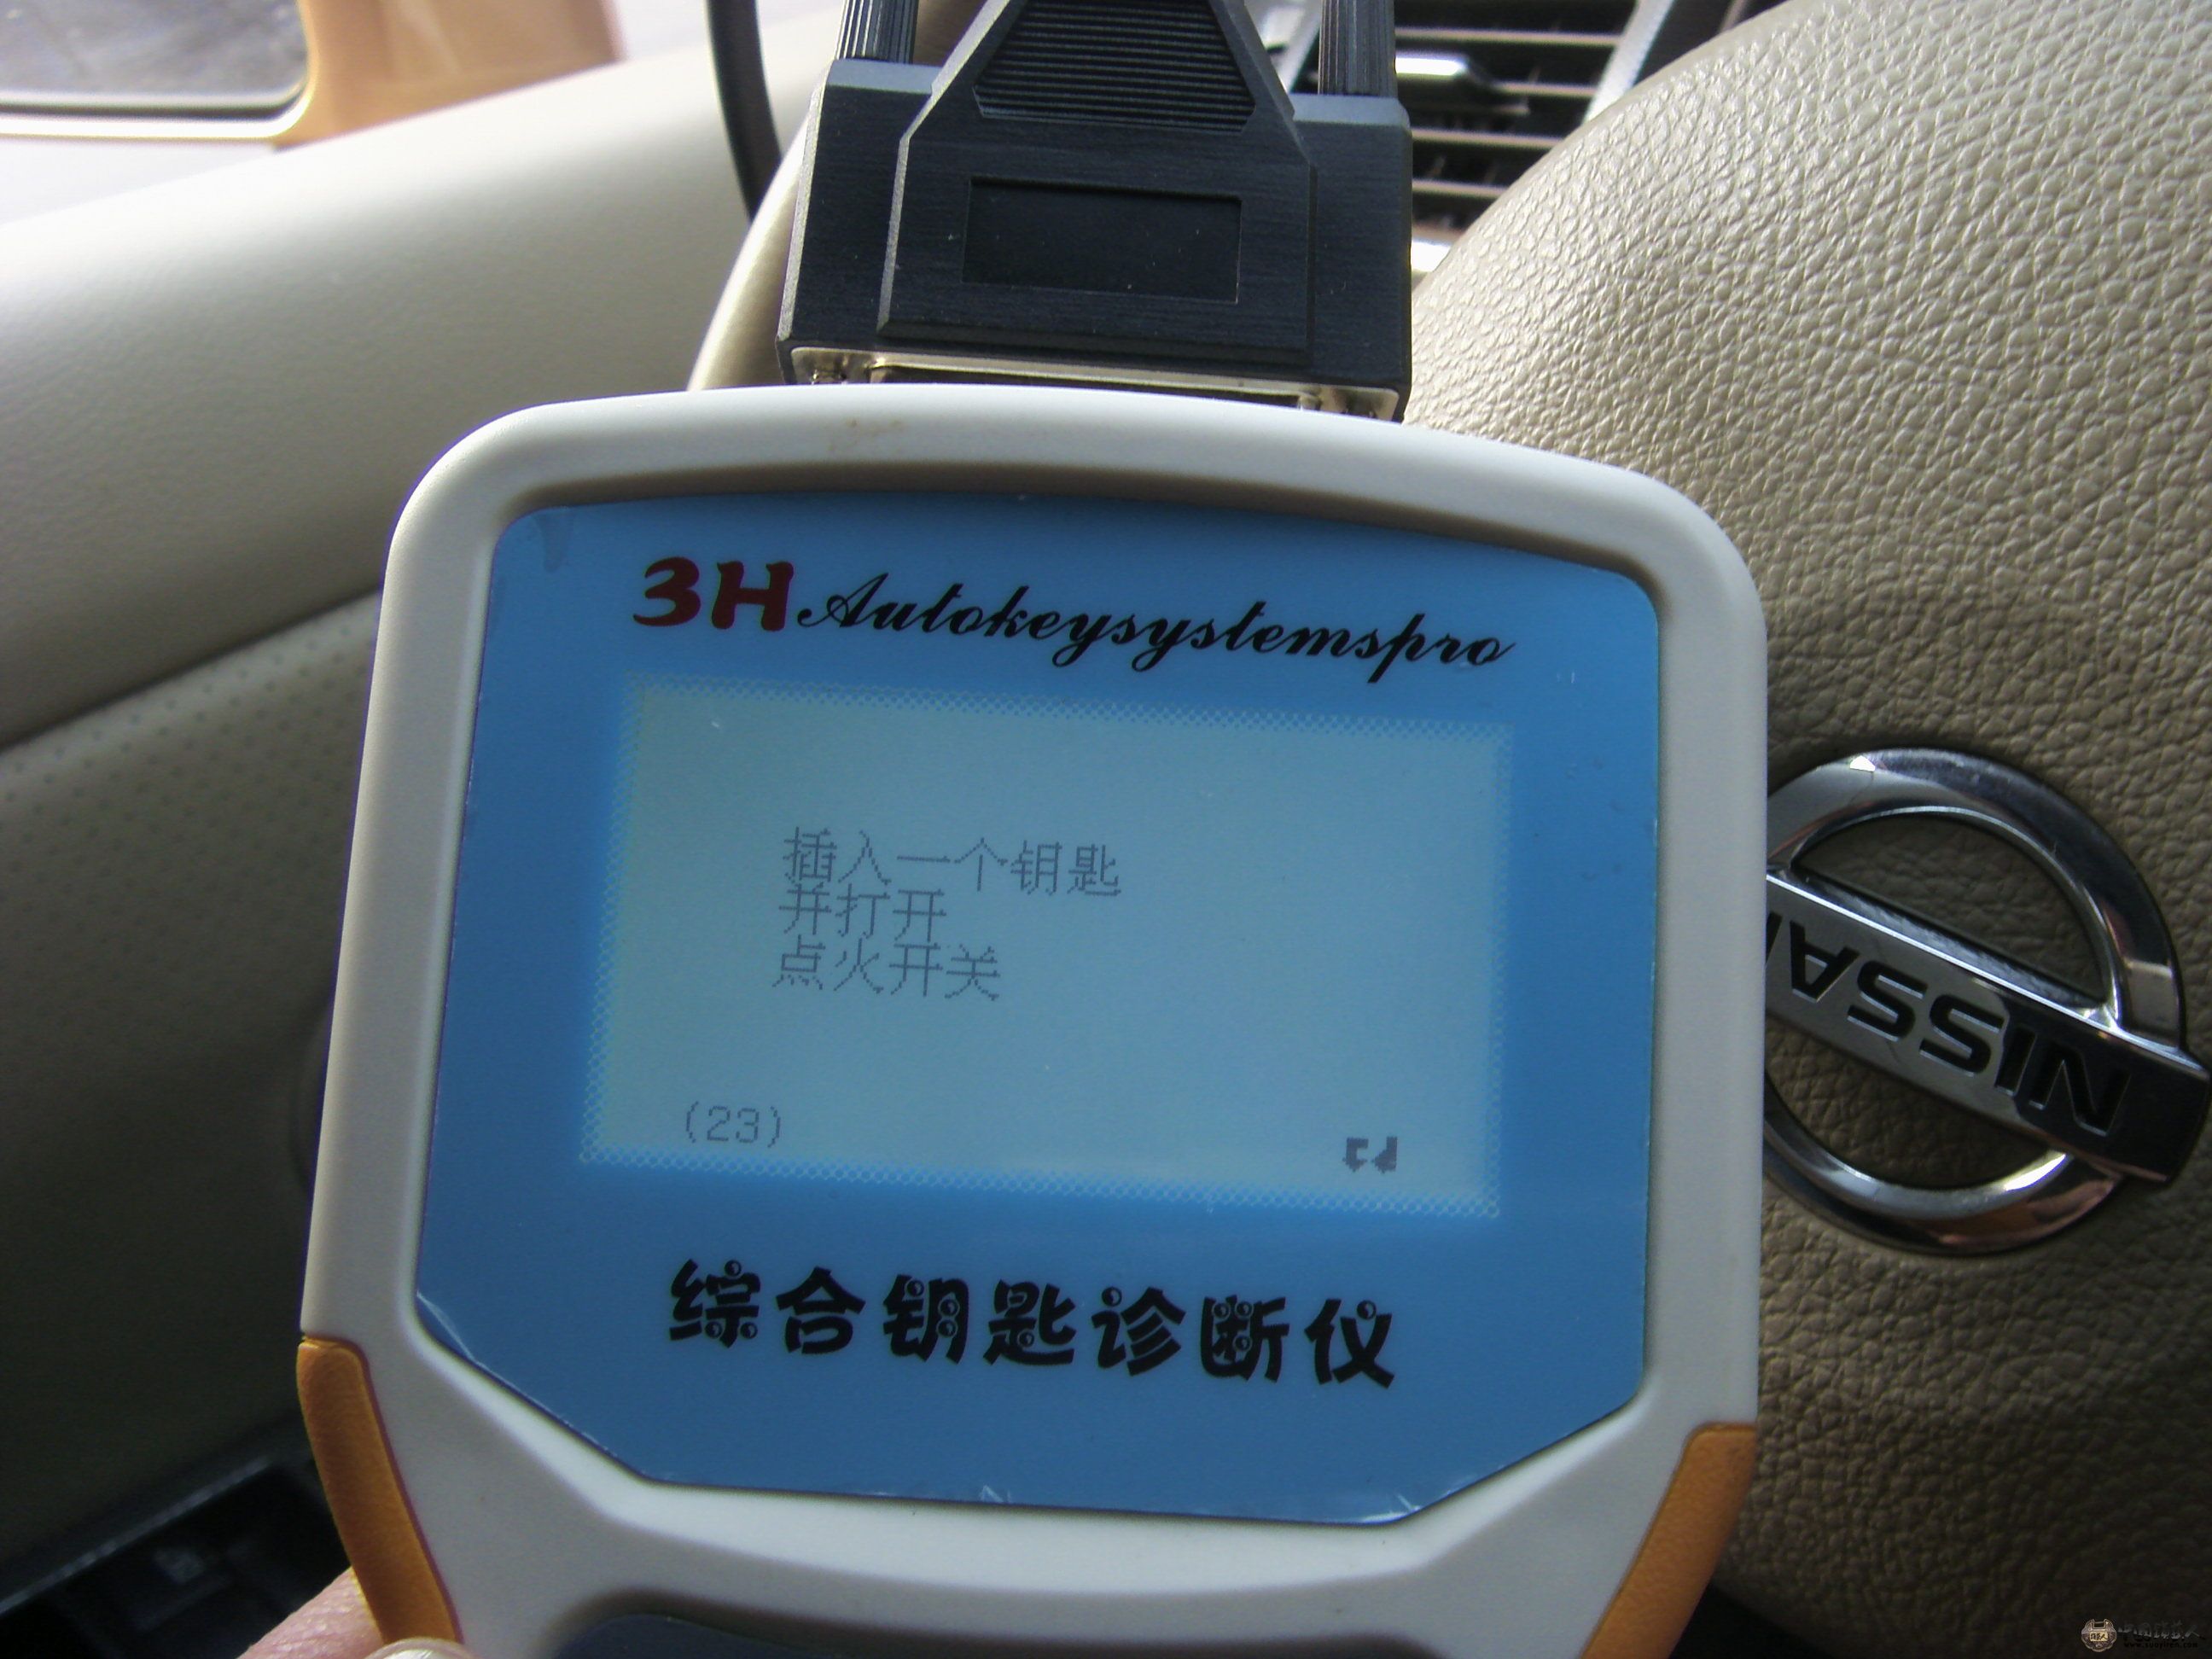 3H Autokeysystemspro
插入一个钥匙
并打开
点火开关
(23)
综合钥匙诊断仪
NISSAN